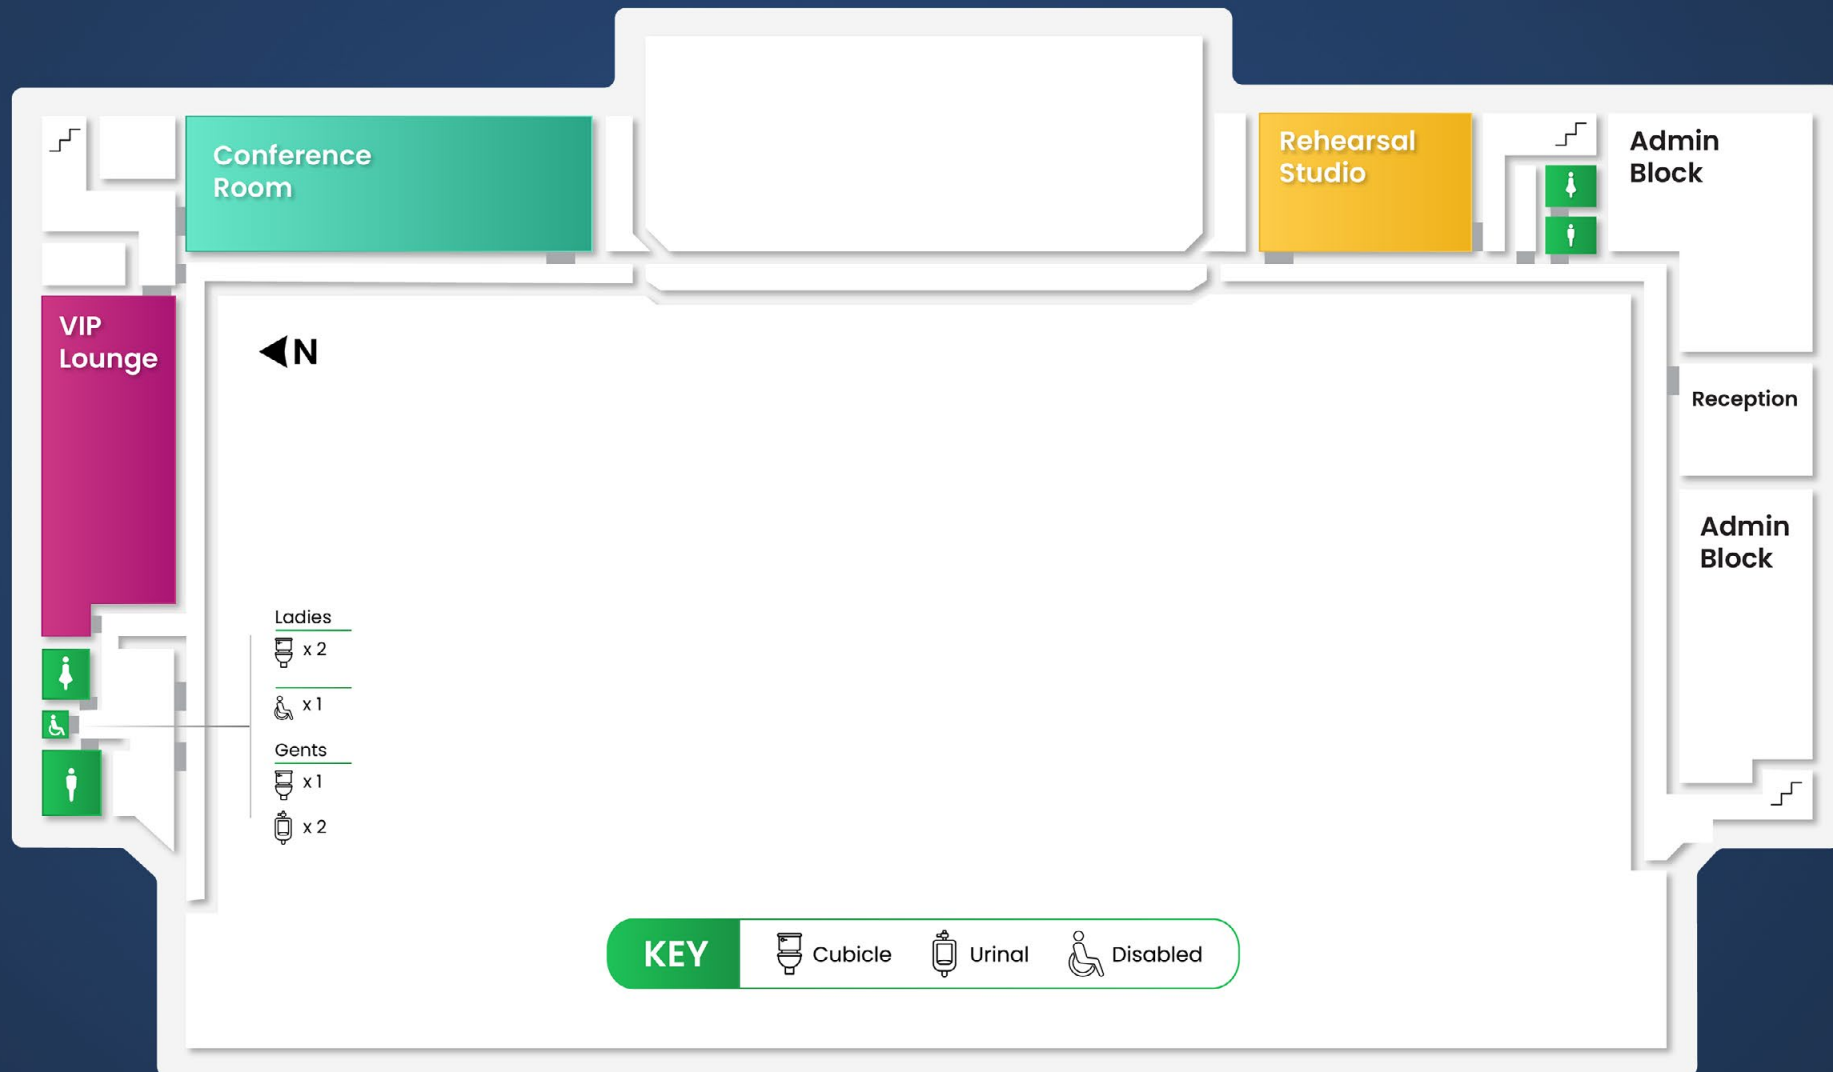 Conference
Room
Rehearsal
Studio
Admin
Block
VIP
Lounge
N
Reception
Admin
Block
Ladies
x 2
x 1
Gents
x 1
x 2
KEY
Cubicle
Urinal
Disabled